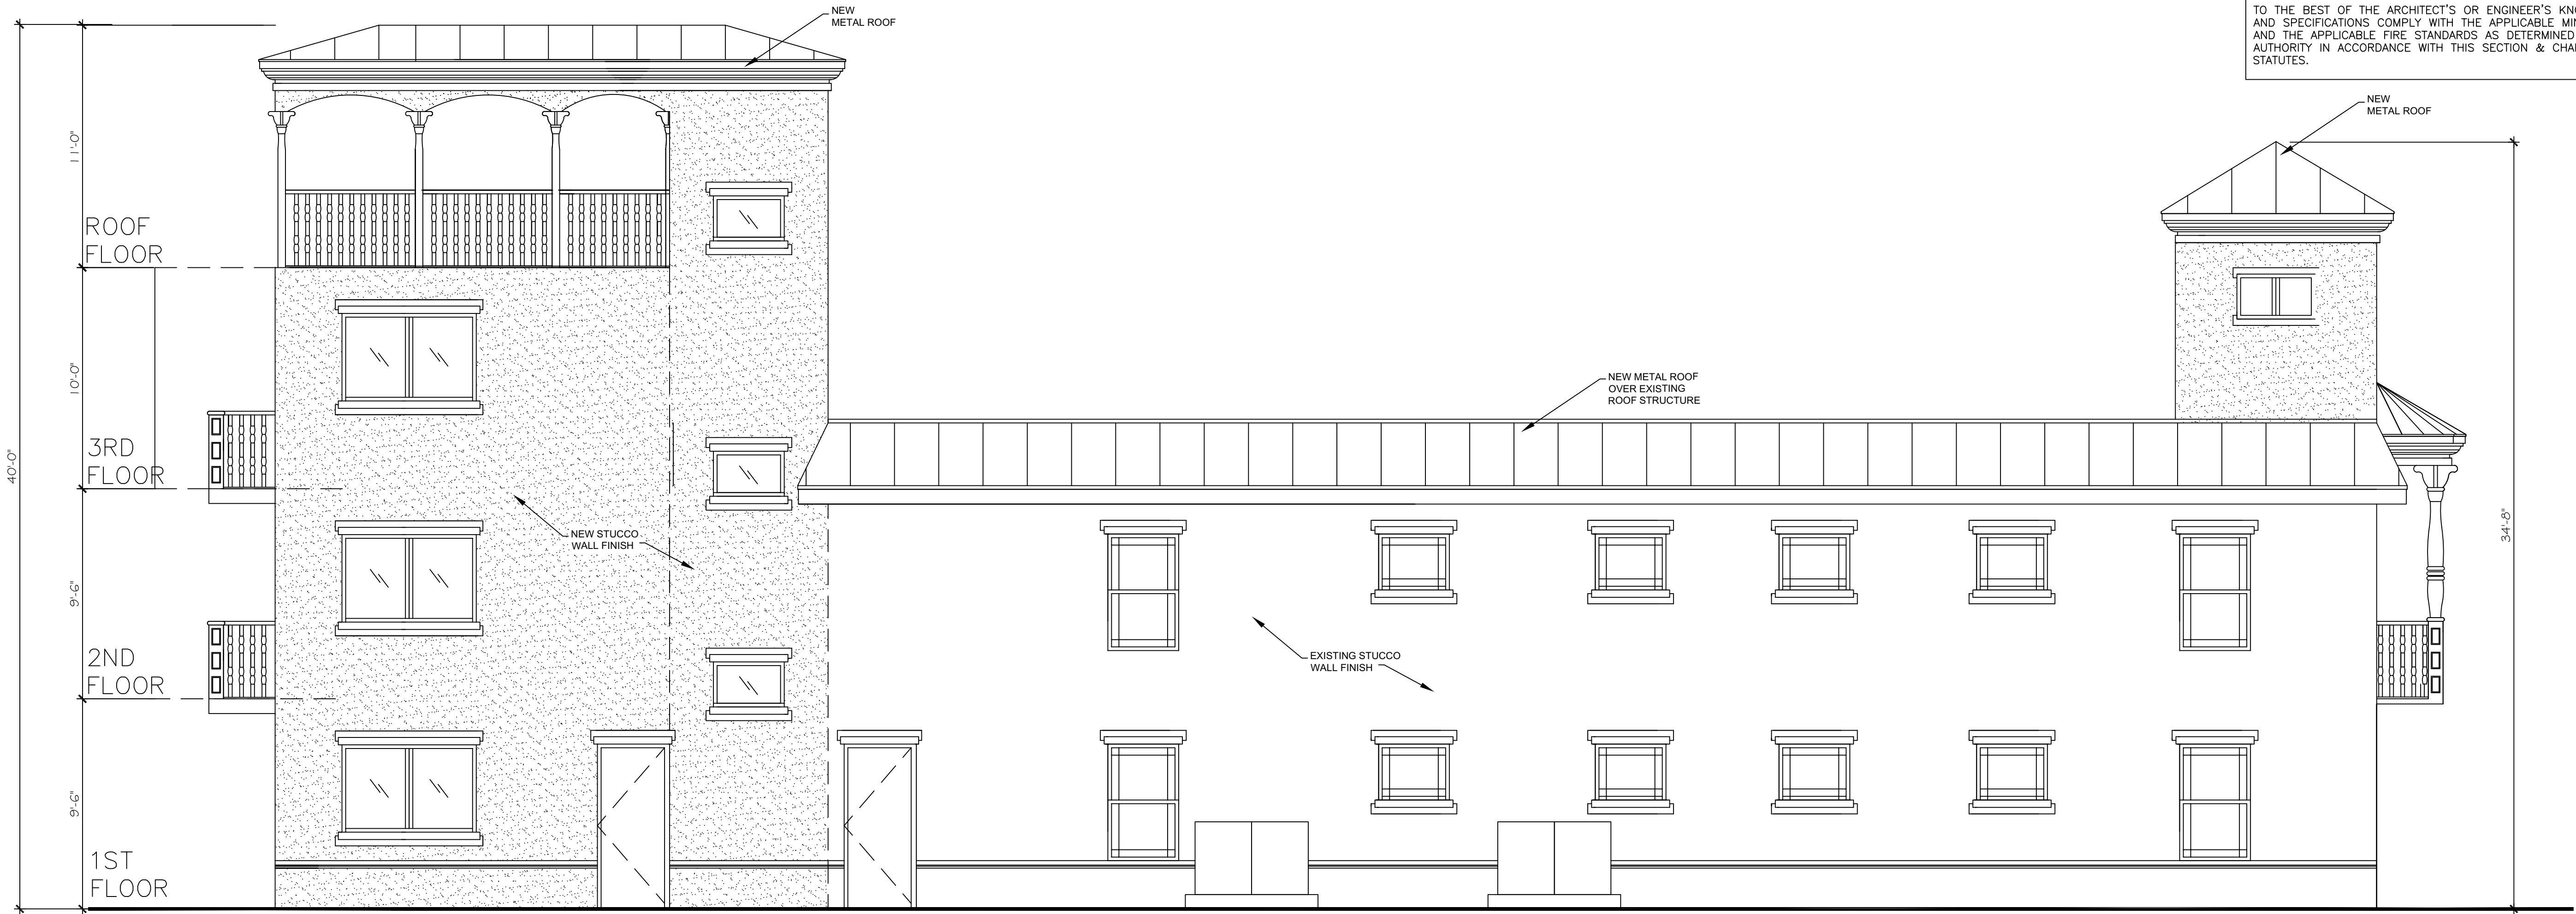 NEW
METAL ROOF
TO THE BEST OF THE ARCHITECT'S OR ENGINEER'S
AND SPECIFICATIONS COMPLY WITH THE APPLICABLE
AND THE APPLICABLE FIRE STANDARDS AS DETERMINED
AUTHORITY IN ACCORDANCE WITH THIS SECTION &
STATUTES.
NEW
METAL ROOF
11'-0"
ROOF
FLOOR
10'-0"
NEW METAL ROOF
OVER EXISTING
ROOF STRUCTURE
40'-0"
3RD
FLOOR
34'-8"
NEW STUCCO
WALL FINISH
9'-6"
2ND
FLOOR
EXISTING STUCCO
WALL FINISH
9'-6"
1ST
FLOOR